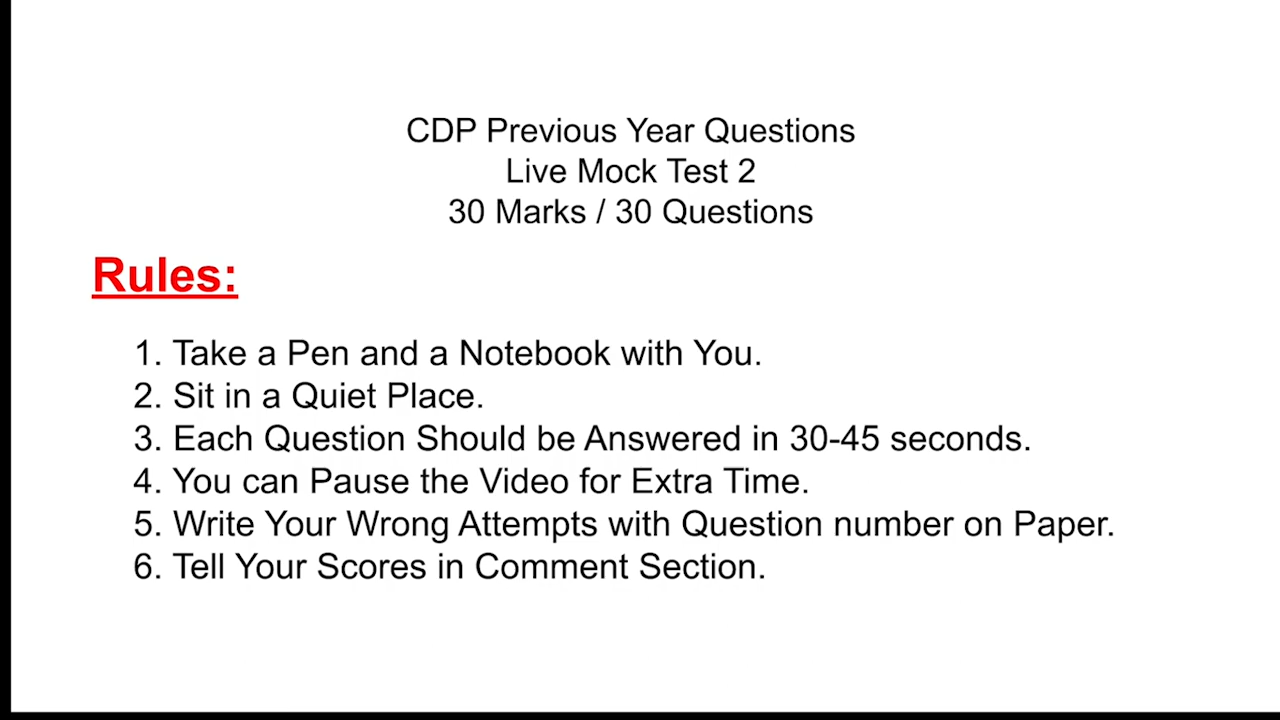 CDP Previous Year Questions
Live Mock Test 2
30 Marks / 30 Questions
Rules:
1. Take a Pen and a Notebook with You.
2. Sit in a Quiet Place.
3. Each Question Should be Answered in 30-45 seconds.
4. You can Pause the Video for Extra Time.
5. Write Your Wrong Attempts with Question number on Paper.
6. Tell Your Scores in Comment Section.